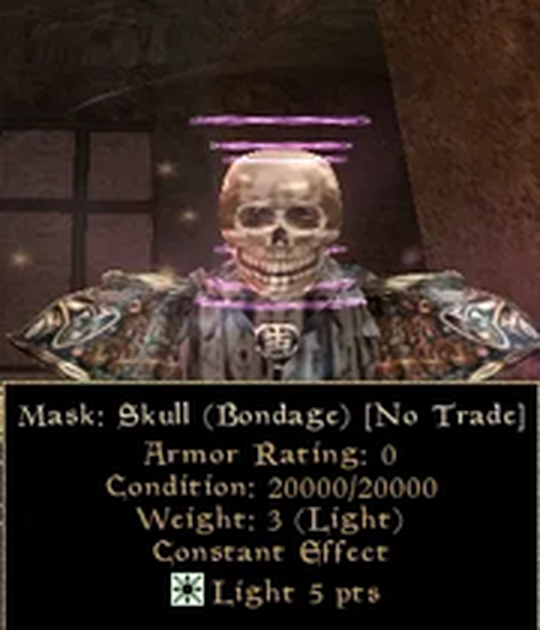 Mask: Skull (Bondage) [No Trade]
Armor Rating: 0
Condition: 20000/20000
Weight: 3 (Light)
Constant Effect
Light 5 pts